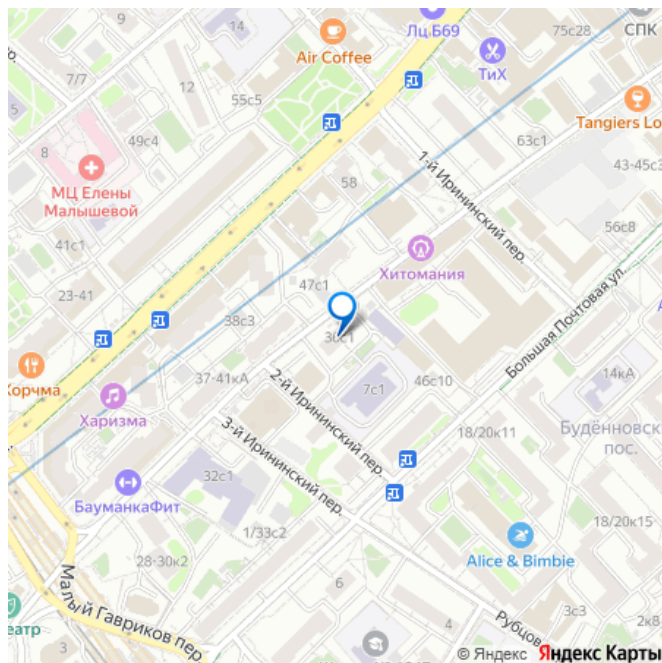 9
14
Лц Б69
75с28
СПК
Air Coffee
ТиХ
7/7
12
55с5
Tangiers Lo
49с4
63с1
8
МЦ Елены
Малышевой
58
1-й Ирининский пер.
43-45с3
41с1
56с8
Хитомания
47с1
23-41
38с3
30с1
Большая Почтовая ул.
Корчма
37-41кА
2-й Ирининский пер.
7с1
46с10
14кА
Харизма
3-й Ирининский пер.
18/20к11
Будённовск
пос.
32с1
БауманкаФит
1/33с2
18/20к15
28-30к2
Alice & Bimbie
Малый Гавриков пер
6
3с3
еатр
4
Рубцов
2к8
3
© Яндекс Яндекс Карты